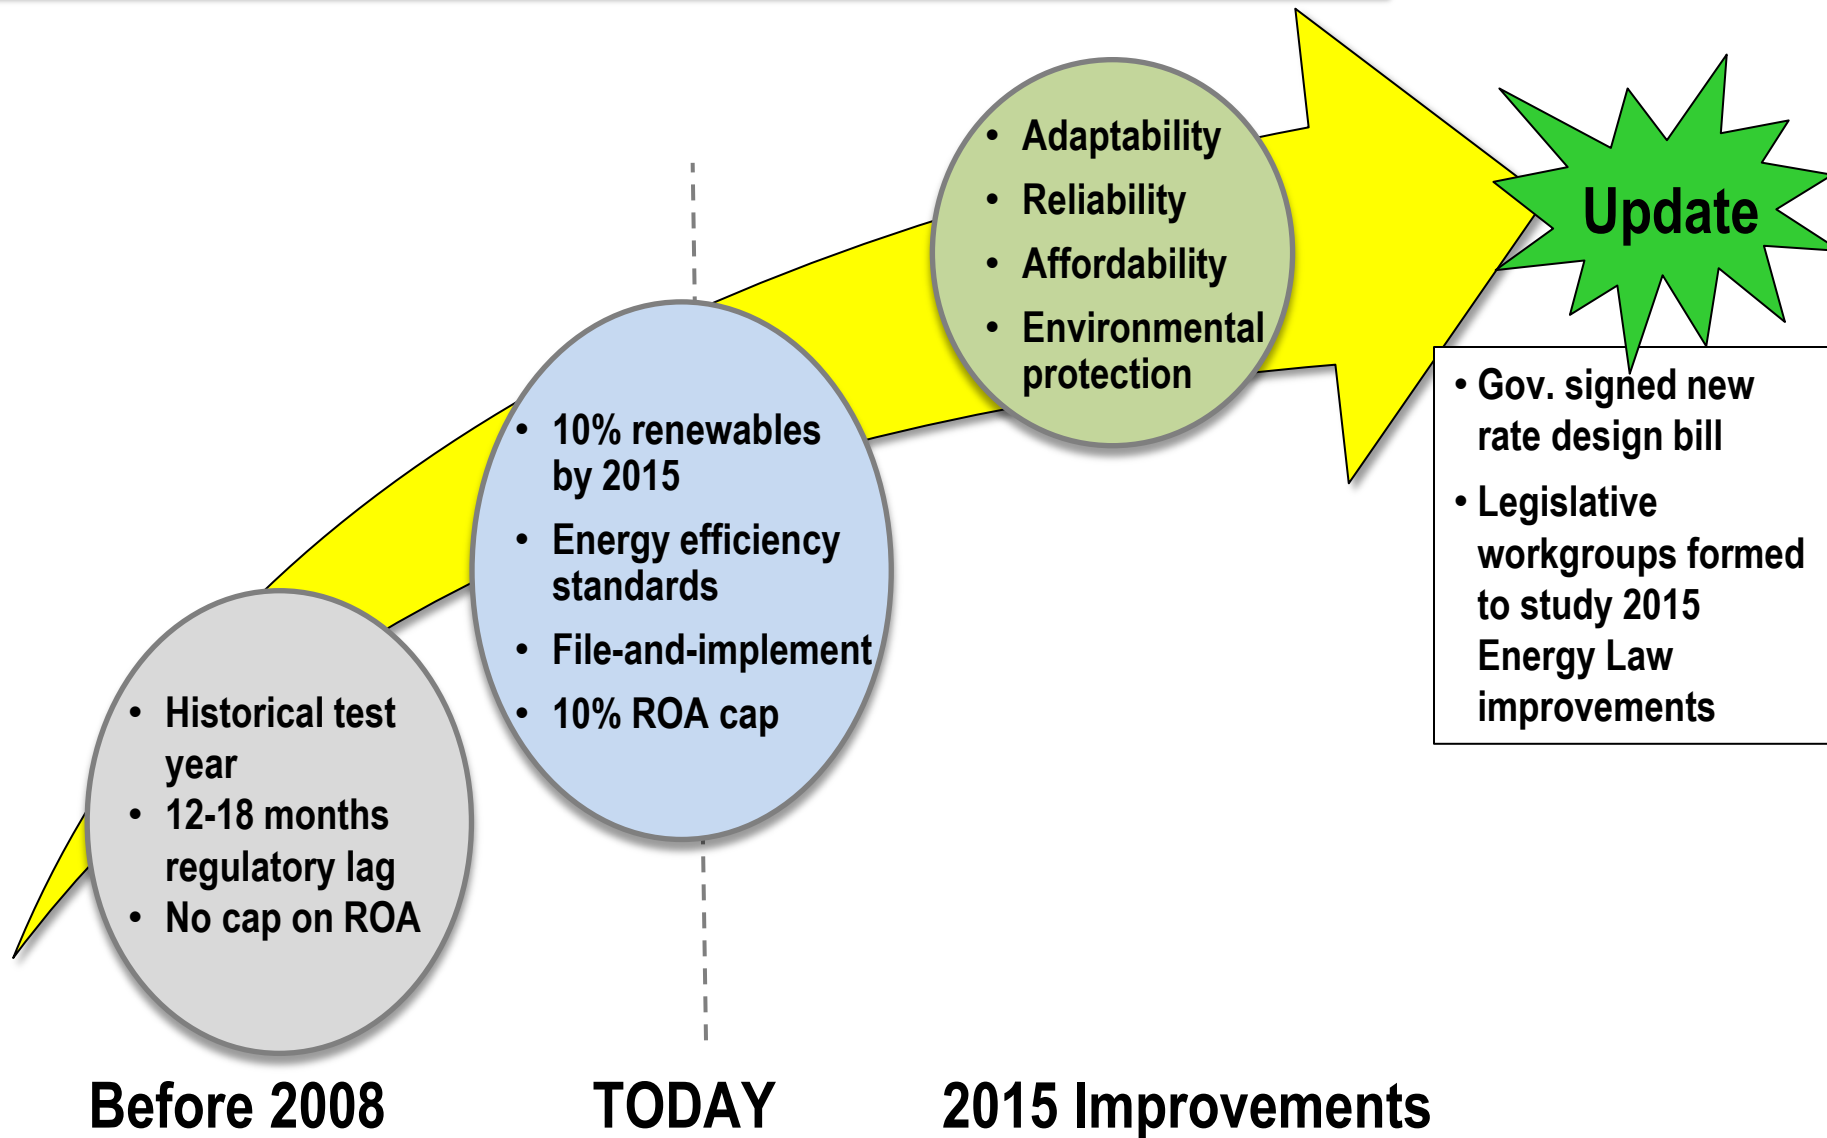 • Historical test
year
• 12-18 months
regulatory lag
• No cap on ROA
Before 2008
• 10% renewables
by 2015
• Energy efficiency
standards
• File-and-implement
• 10% ROA cap
TODAY
• Adaptability
• Reliability
• Affordability
• Environmental
protection
2015 Improvements
Update
• Gov. signed new
rate design bill
• Legislative
workgroups formed
to study 2015
Energy Law
improvements